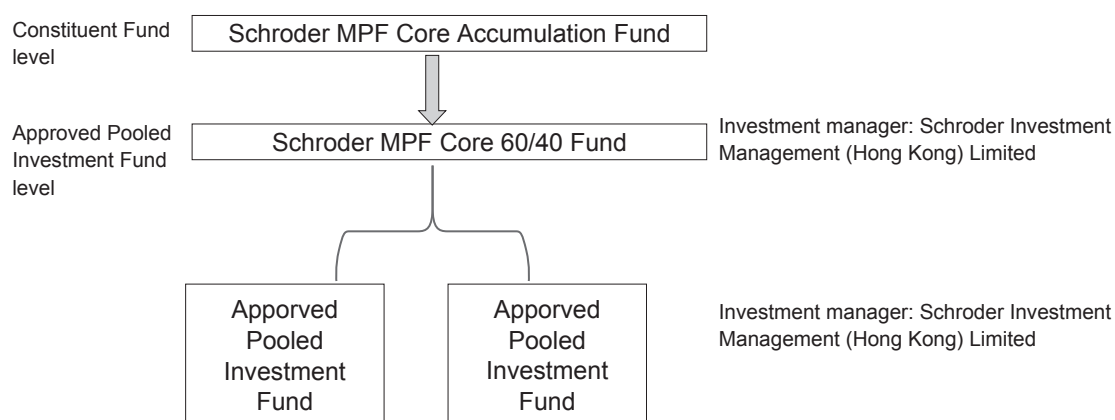 Constituent Fund
level
Schroder MPF Core Accumulation Fund
Approved Pooled
Investment Fund
level
Schroder MPF Core 60/40 Fund
Investment manager: Schroder Investment
Management (Hong Kong) Limited
Apporved
Pooled
Investment
Fund
Apporved
Pooled
Investment
Fund
Investment manager: Schroder Investment
Management (Hong Kong) Limited